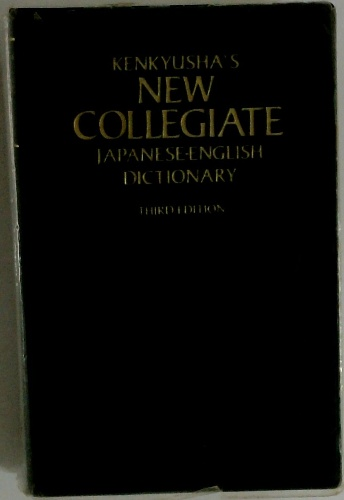 KENKYUSHA'S
NEW
COLLEGIATE
JAPANESE-ENGLISH
DICTIONARY
THIRD EDITION